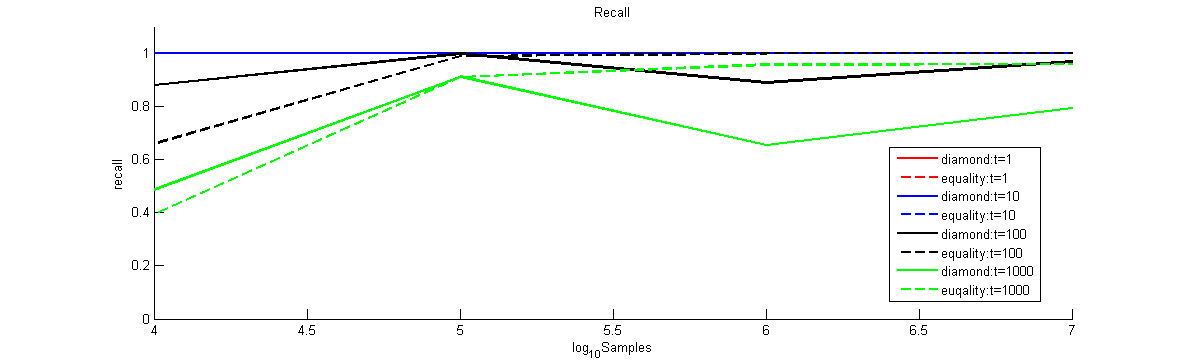 Recall
1
0.8
0.6
0.4
0.2
0
recall
4
4.5
5
5.5
6
6.5
7
log10Samples
diamond:t=1
equality:t=1
diamond:t=10
equality:t=10
diamond:t=100
equality:t=100
diamond:t=1000
euqality:t=1000